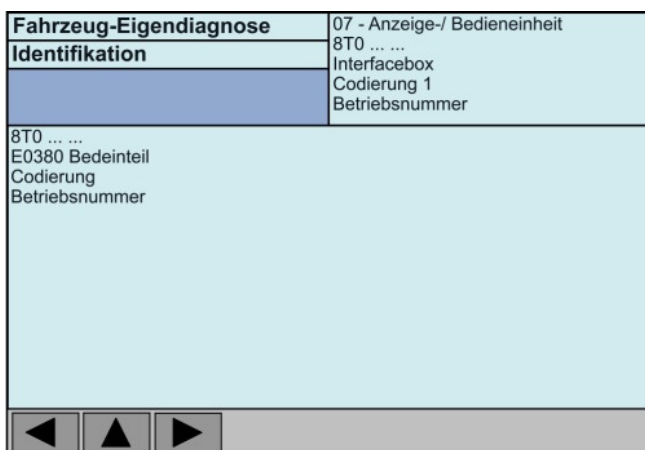 Fahrzeug-Eigendiagnose
Identifikation
07 - Anzeige-/ Bedieneinheit
8T0 ... ...
Interfacebox
Codierung 1
Betriebsnummer
8T0 ... ...
E0380 Bedeinteil
Codierung
Betriebsnummer